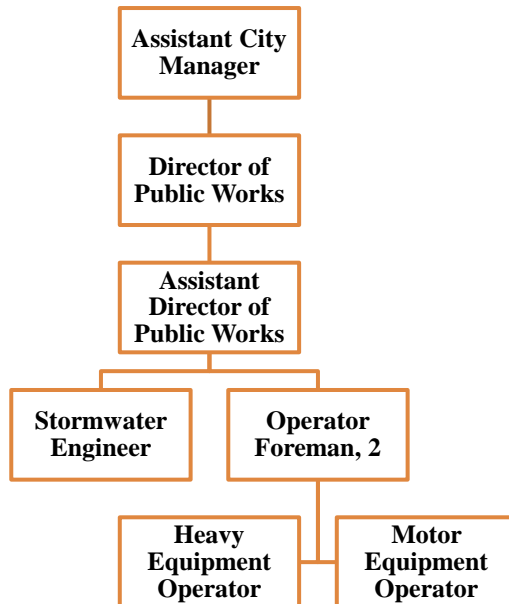 Assistant City
Manager
Director of
Public Works
Assistant
Director of
Public Works
Stormwater
Engineer
Operator
Foreman, 2
Heavy
Equipment
Operator
Motor
Equipment
Operator